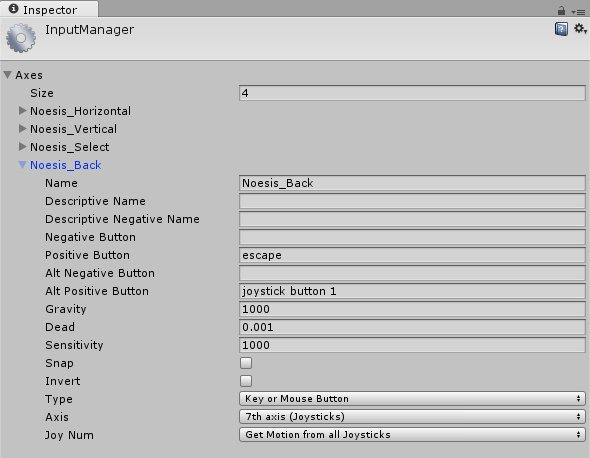 Inspector
InputManager
Axes
Size 4
Noesis_Horizontal
Noesis_Vertical
Noesis_Select
Noesis_Back
Name Noesis_Back
Descriptive Name
Descriptive Negative Name
Negative Button
Positive Button escape
Alt Negative Button
Alt Positive Button joystick button 1
Gravity 1000
Dead 0.001
Sensitivity 1000
Snap
Invert
Type Key or Mouse Button
Axis 7th axis (Joysticks)
Joy Num Get Motion from all Joysticks